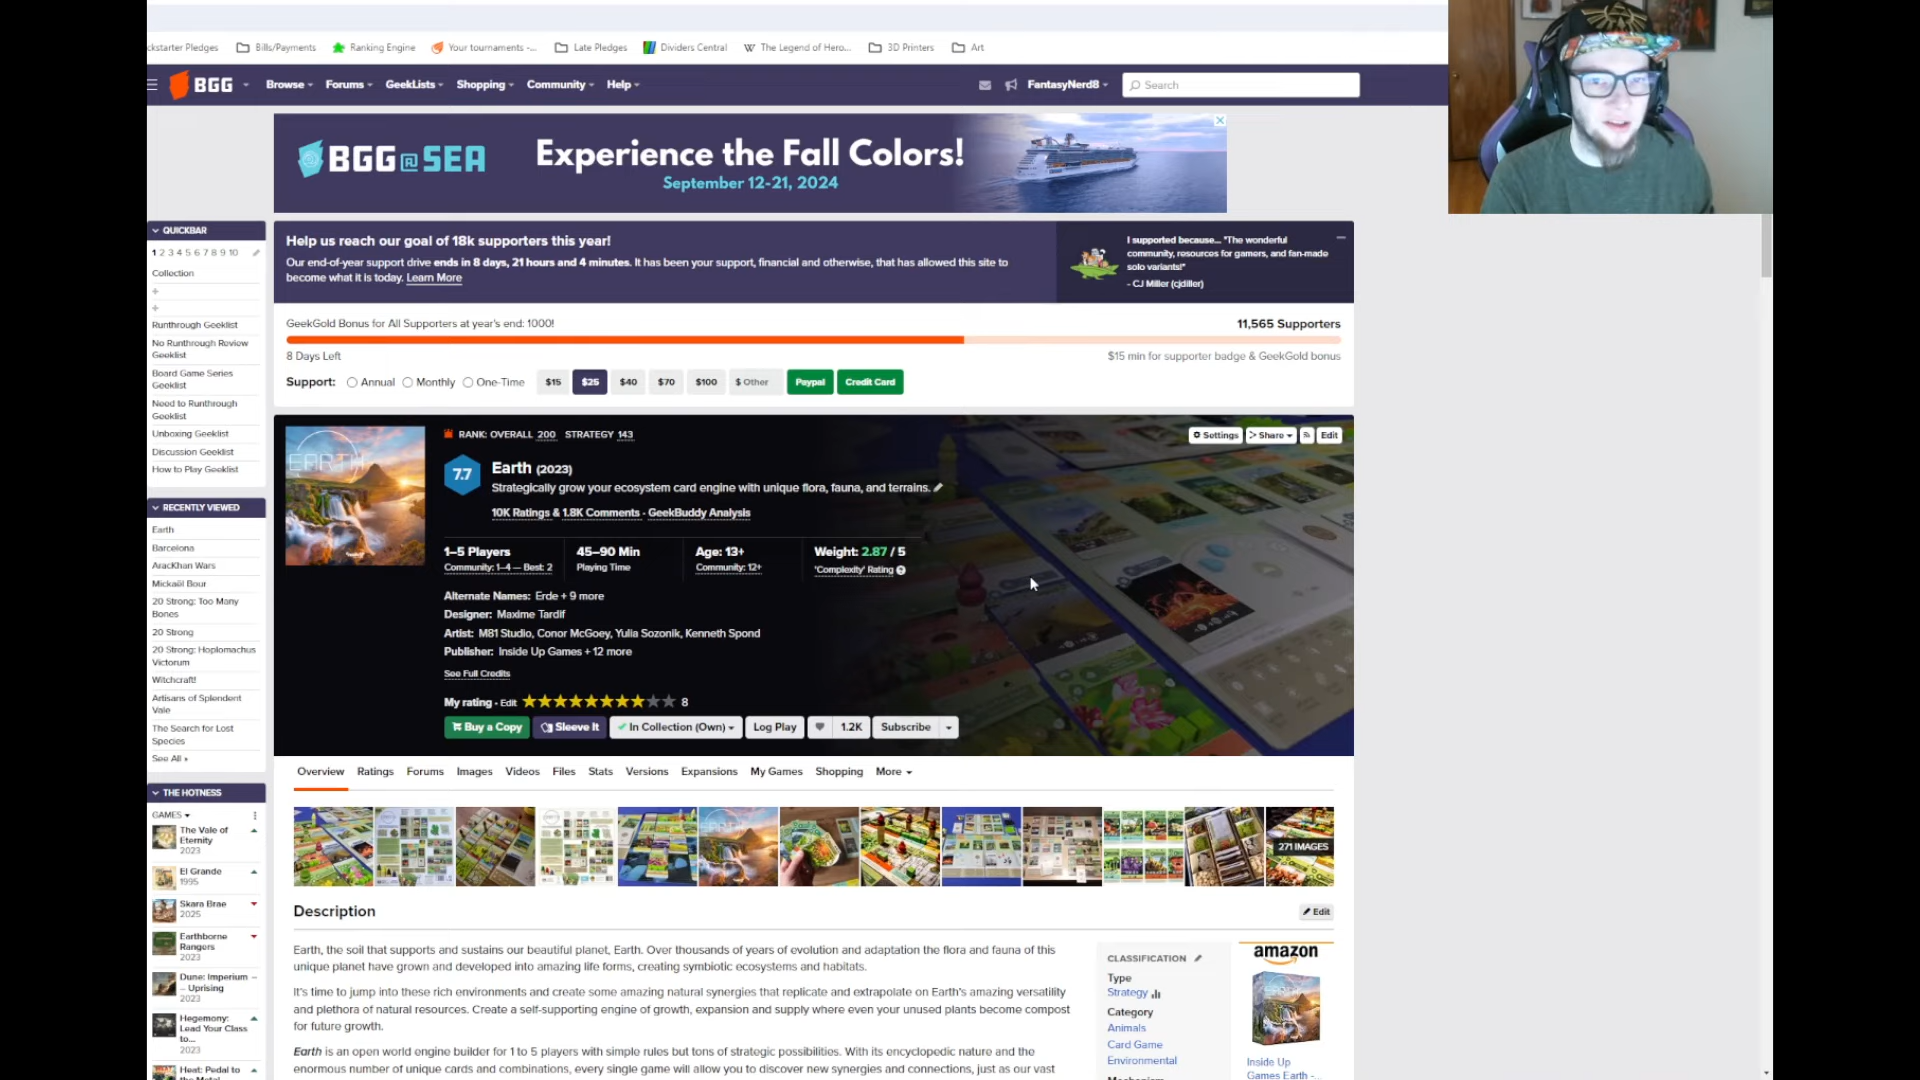 ckstarter Pledges Bills/Payments Ranking Engine Your tournaments -... Late Pledges Dividers Central The Legend of Hero... 3D Printers Art
BGG Browse Forums GeekLists Shopping Community Help FantasyNerd8 Search
BGG@SEA Experience the Fall Colors!
September 12-21, 2024
QUICKBAR
1 2 3 4 5 6 7 8 9 10
Collection
+
+
Runthrough Geeklist
No Runthrough Review
Geeklist
Board Game Series
Geeklist
Need to Runthrough
Geeklist
Unboxing Geeklist
Discussion Geeklist
How to Play Geeklist
RECENTLY VIEWED
Earth
Barcelona
AracKhan Wars
Mickaël Bour
20 Strong: Too Many
Bones
20 Strong
20 Strong: Hoplomachus
Victorum
Witchcraft!
Artisans of Splendent
Vale
The Search for Lost
Species
See All »
THE HOTNESS
GAMES
The Vale of
Eternity
2023
El Grande
1995
Skara Brae
2025
Earthborne
Rangers
2023
Dune: Imperium –
– Uprising
2023
Hegemony:
Lead Your Class
to...
2023
Heat: Pedal to
the Metal
Help us reach our goal of 18k supporters this year!
Our end-of-year support drive ends in 8 days, 21 hours and 4 minutes. It has been your support, financial and otherwise, that has allowed this site to
become what it is today. Learn More
I supported because... "The wonderful
community, resources for gamers, and fan-made
solo variants!"
- CJ Miller (cjdiller)
GeekGold Bonus for All Supporters at year's end: 1000! 11,565 Supporters
8 Days Left $15 min for supporter badge & GeekGold bonus
Support: Annual Monthly One-Time $15 $25 $40 $70 $100 $ Other Paypal Credit Card
EARTH
RANK: OVERALL 200 STRATEGY 143 Settings Share Edit
7.7 Earth (2023)
Strategically grow your ecosystem card engine with unique flora, fauna, and terrains.
10K Ratings & 1.8K Comments · GeekBuddy Analysis
1–5 Players 45–90 Min Age: 13+ Weight: 2.87 / 5
Community: 1–4 — Best: 2 Playing Time Community: 12+ 'Complexity' Rating
Alternate Names: Erde + 9 more
Designer: Maxime Tardif
Artist: M81 Studio, Conor McGoey, Yulia Sozonik, Kenneth Spond
Publisher: Inside Up Games + 12 more
See Full Credits
My rating · Edit 8
Buy a Copy Sleeve It In Collection (Own) Log Play 1.2K Subscribe
Overview Ratings Forums Images Videos Files Stats Versions Expansions My Games Shopping More
271 IMAGES
Description Edit
Earth, the soil that supports and sustains our beautiful planet, Earth. Over thousands of years of evolution and adaptation the flora and fauna of this
unique planet have grown and developed into amazing life forms, creating symbiotic ecosystems and habitats.
It's time to jump into these rich environments and create some amazing natural synergies that replicate and extrapolate on Earth's amazing versatility
and plethora of natural resources. Create a self-supporting engine of growth, expansion and supply where even your unused plants become compost
for future growth.
Earth is an open world engine builder for 1 to 5 players with simple rules but tons of strategic possibilities. With its encyclopedic nature and the
enormous number of unique cards and combinations, every single game will allow you to discover new synergies and connections, just as our vast
CLASSIFICATION
Type
Strategy
Category
Animals
Card Game
Environmental
Mechanism
amazon
Inside Up
Games Earth -...